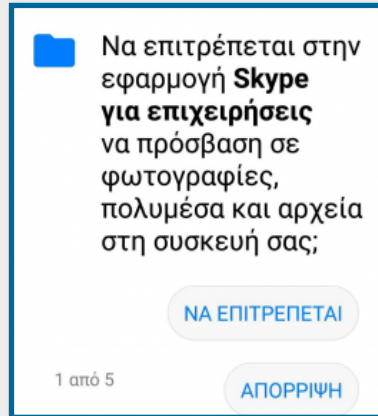 Να επιτρέπεται στην
εφαρμογή Skype
για επιχειρήσεις
να πρόσβαση σε
φωτογραφίες,
πολυμέσα και αρχεία
στη συσκευή σας;
ΝΑ ΕΠΙΤΡΕΠΕΤΑΙ
1 από 5
ΑΠΟΡΡΙΨΗ